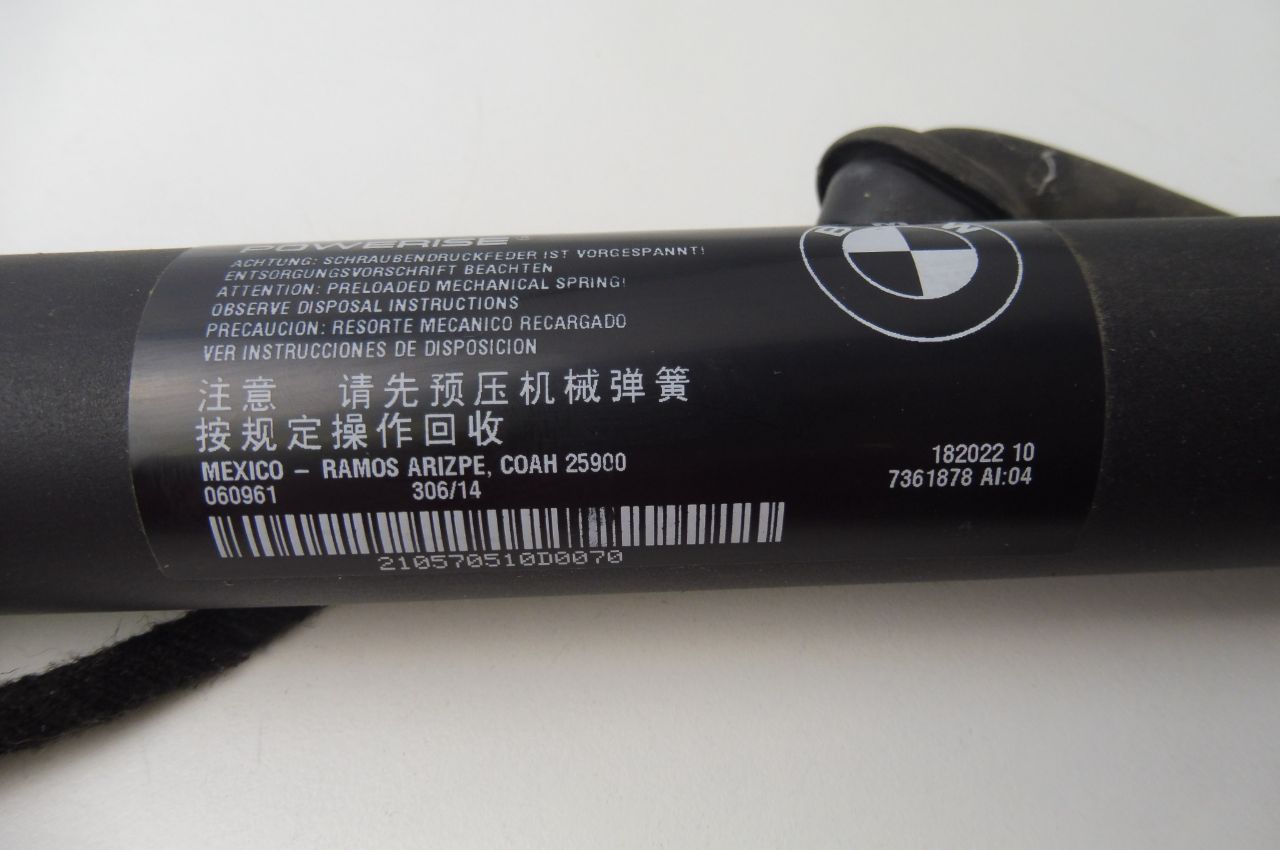 POWERISE
ACHTUNG: SCHRAUBENDRUCKFEDER IST VORGESPANNT!
ENTSORGUNGSVORSCHRIFT BEACHTEN
ATTENTION: PRELOADED MECHANICAL SPRING!
OBSERVE DISPOSAL INSTRUCTIONS
PRECAUCION: RESORTE MECANICO RECARGADO
VER INSTRUCCIONES DE DISPOSICION
注意 请先预压机械弹簧
按规定操作回收
MEXICO – RAMOS ARIZPE, COAH 25900
060961 306/14
210570510D0070
BMW
182022 10
7361878 AI:04